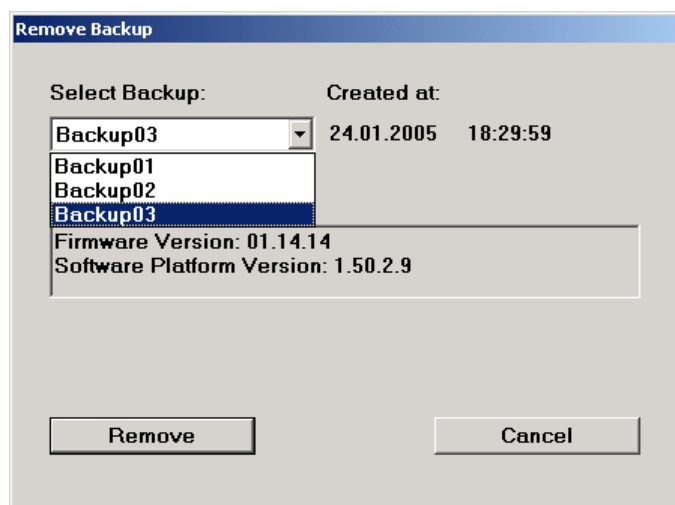 Remove Backup
Select Backup: Created at:
Backup03 24.01.2005 18:29:59
Backup01
Backup02
Backup03
Firmware Version: 01.14.14
Software Platform Version: 1.50.2.9
Remove Cancel